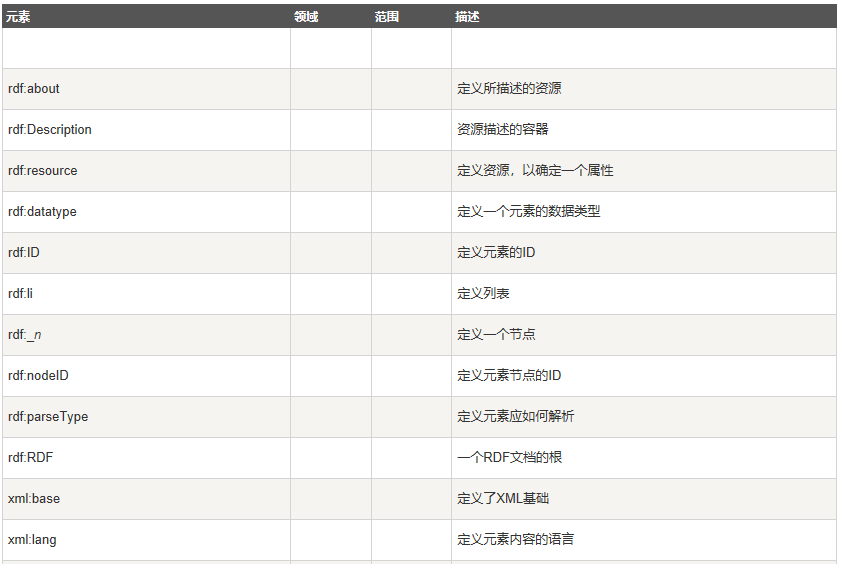 元素 领域 范围 描述
rdf:about 定义所描述的资源
rdf:Description 资源描述的容器
rdf:resource 定义资源，以确定一个属性
rdf:datatype 定义一个元素的数据类型
rdf:ID 定义元素的ID
rdf:li 定义列表
rdf:_n 定义一个节点
rdf:nodeID 定义元素节点的ID
rdf:parseType 定义元素应如何解析
rdf:RDF 一个RDF文档的根
xml:base 定义了XML基础
xml:lang 定义元素内容的语言